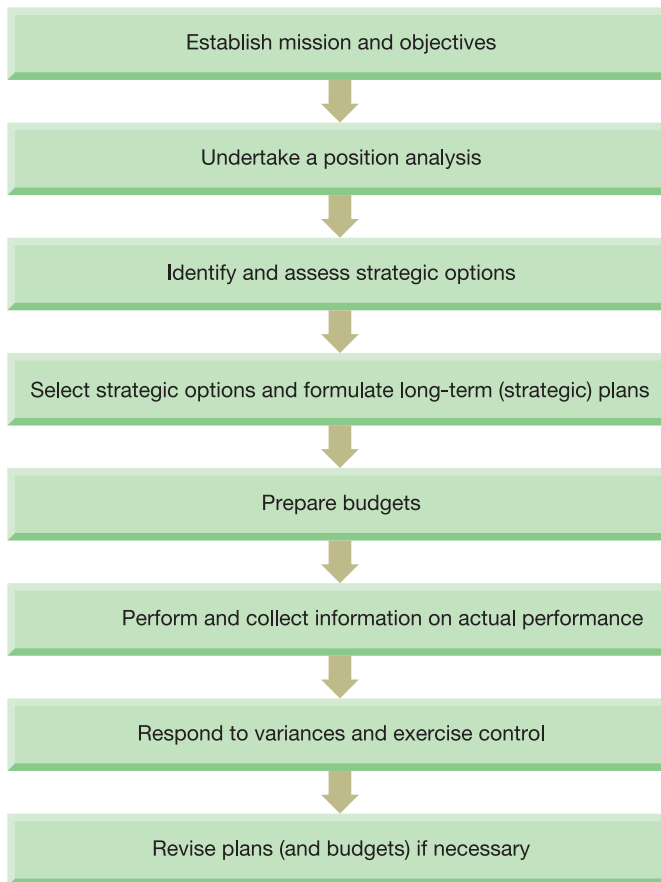 Establish mission and objectives
Undertake a position analysis
Identify and assess strategic options
Select strategic options and formulate long-term (strategic) plans
Prepare budgets
Perform and collect information on actual performance
Respond to variances and exercise control
Revise plans (and budgets) if necessary